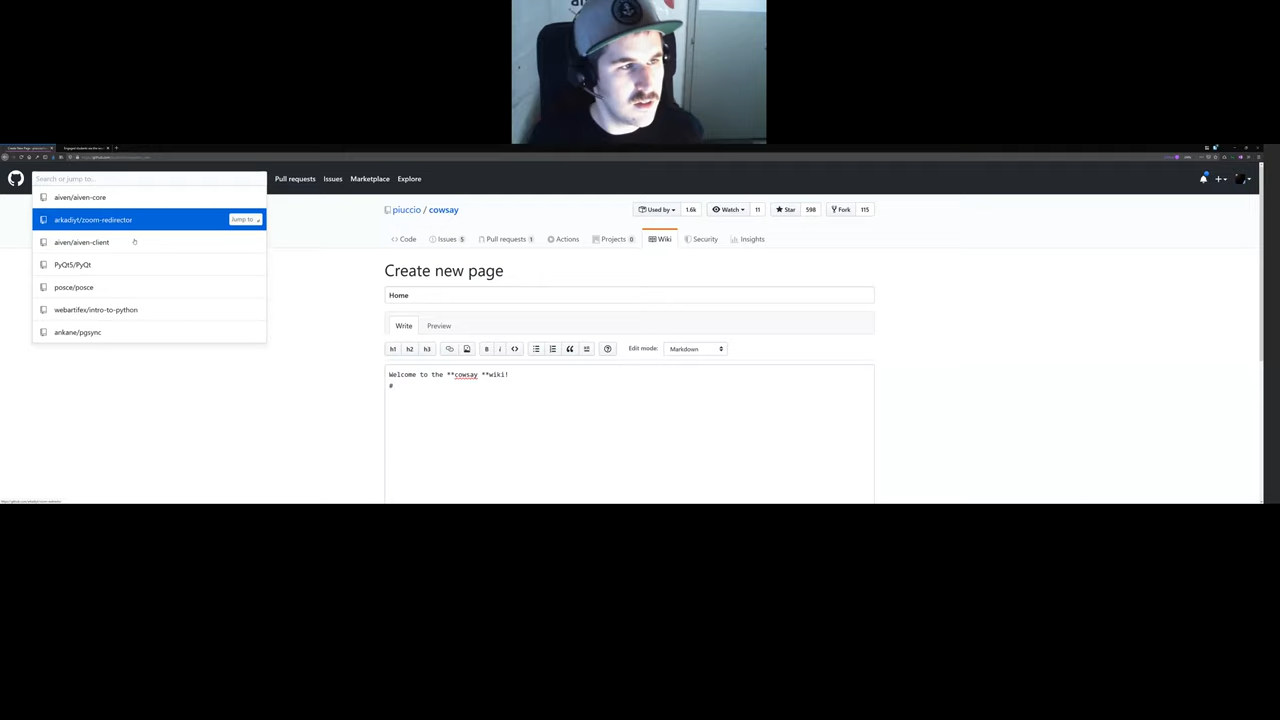 Search or jump to...
Pull requests Issues Marketplace Explore
aiven/aiven-core
arkadiyt/zoom-redirector Jump to
aiven/aiven-client
PyQt5/PyQt
posce/posce
webartifex/intro-to-python
ankane/pgsync
piuccio / cowsay
Used by 1.6k Watch 11 Star 598 Fork 115
Code Issues 5 Pull requests 1 Actions Projects 0 Wiki Security Insights
Create new page
Home
Write Preview
h1 h2 h3 B i Edit mode: Markdown
Welcome to the **cowsay **wiki!
#